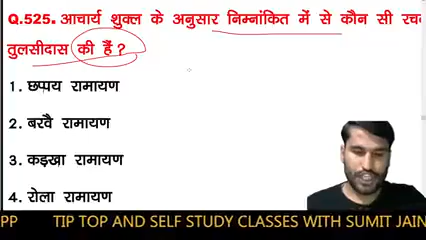 Q.525. आचार्य शुक्ल के अनुसार निम्नांकित में से कौन सी रच
तुलसीदास की हैं?
1. छप्पय रामायण
2. बरवै रामायण
3. कड़खा रामायण
4. रोला रामायण
PP TIP TOP AND SELF STUDY CLASSES WITH SUMIT JAIN